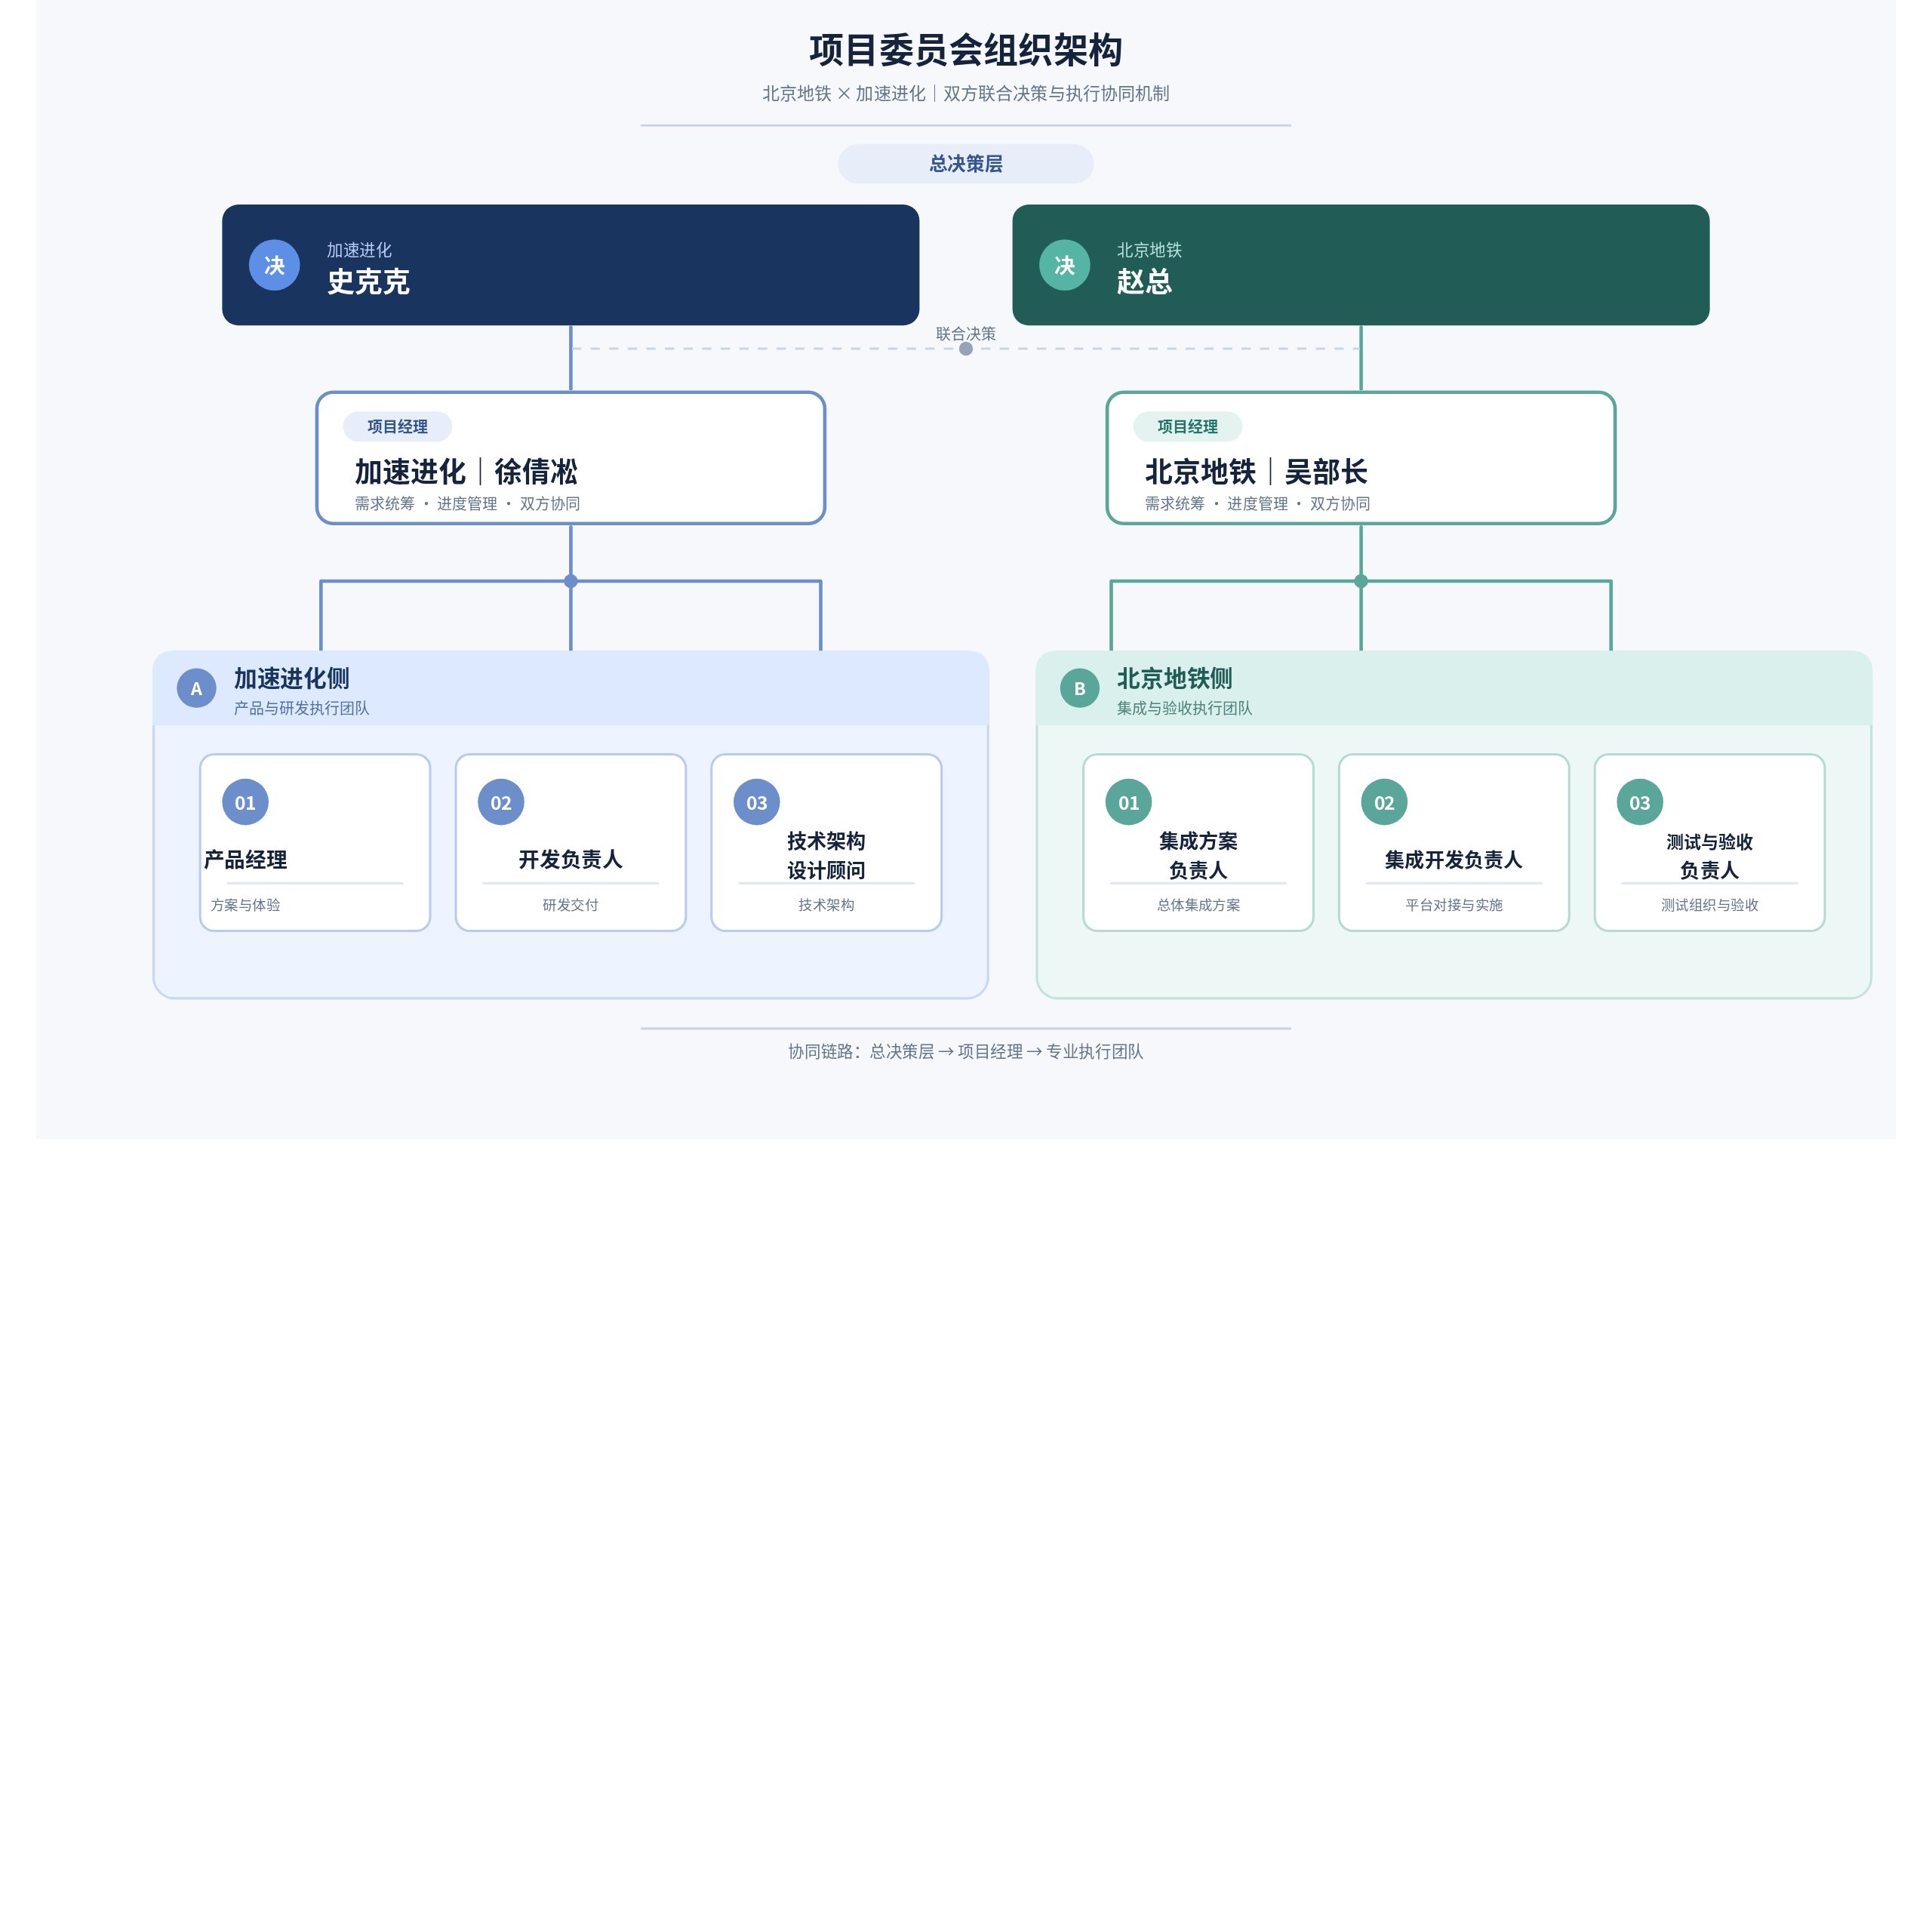 项目委员会组织架构
北京地铁 × 加速进化｜双方联合决策与执行协同机制
总决策层
决
加速进化
史克克
决
北京地铁
赵总
联合决策
项目经理
加速进化｜徐倩凇
需求统筹 · 进度管理 · 双方协同
项目经理
北京地铁｜吴部长
需求统筹 · 进度管理 · 双方协同
A
加速进化侧
产品与研发执行团队
01
产品经理
方案与体验
02
开发负责人
研发交付
03
技术架构
设计顾问
技术架构
B
北京地铁侧
集成与验收执行团队
01
集成方案
负责人
总体集成方案
02
集成开发负责人
平台对接与实施
03
测试与验收
负责人
测试组织与验收
协同链路：总决策层 → 项目经理 → 专业执行团队